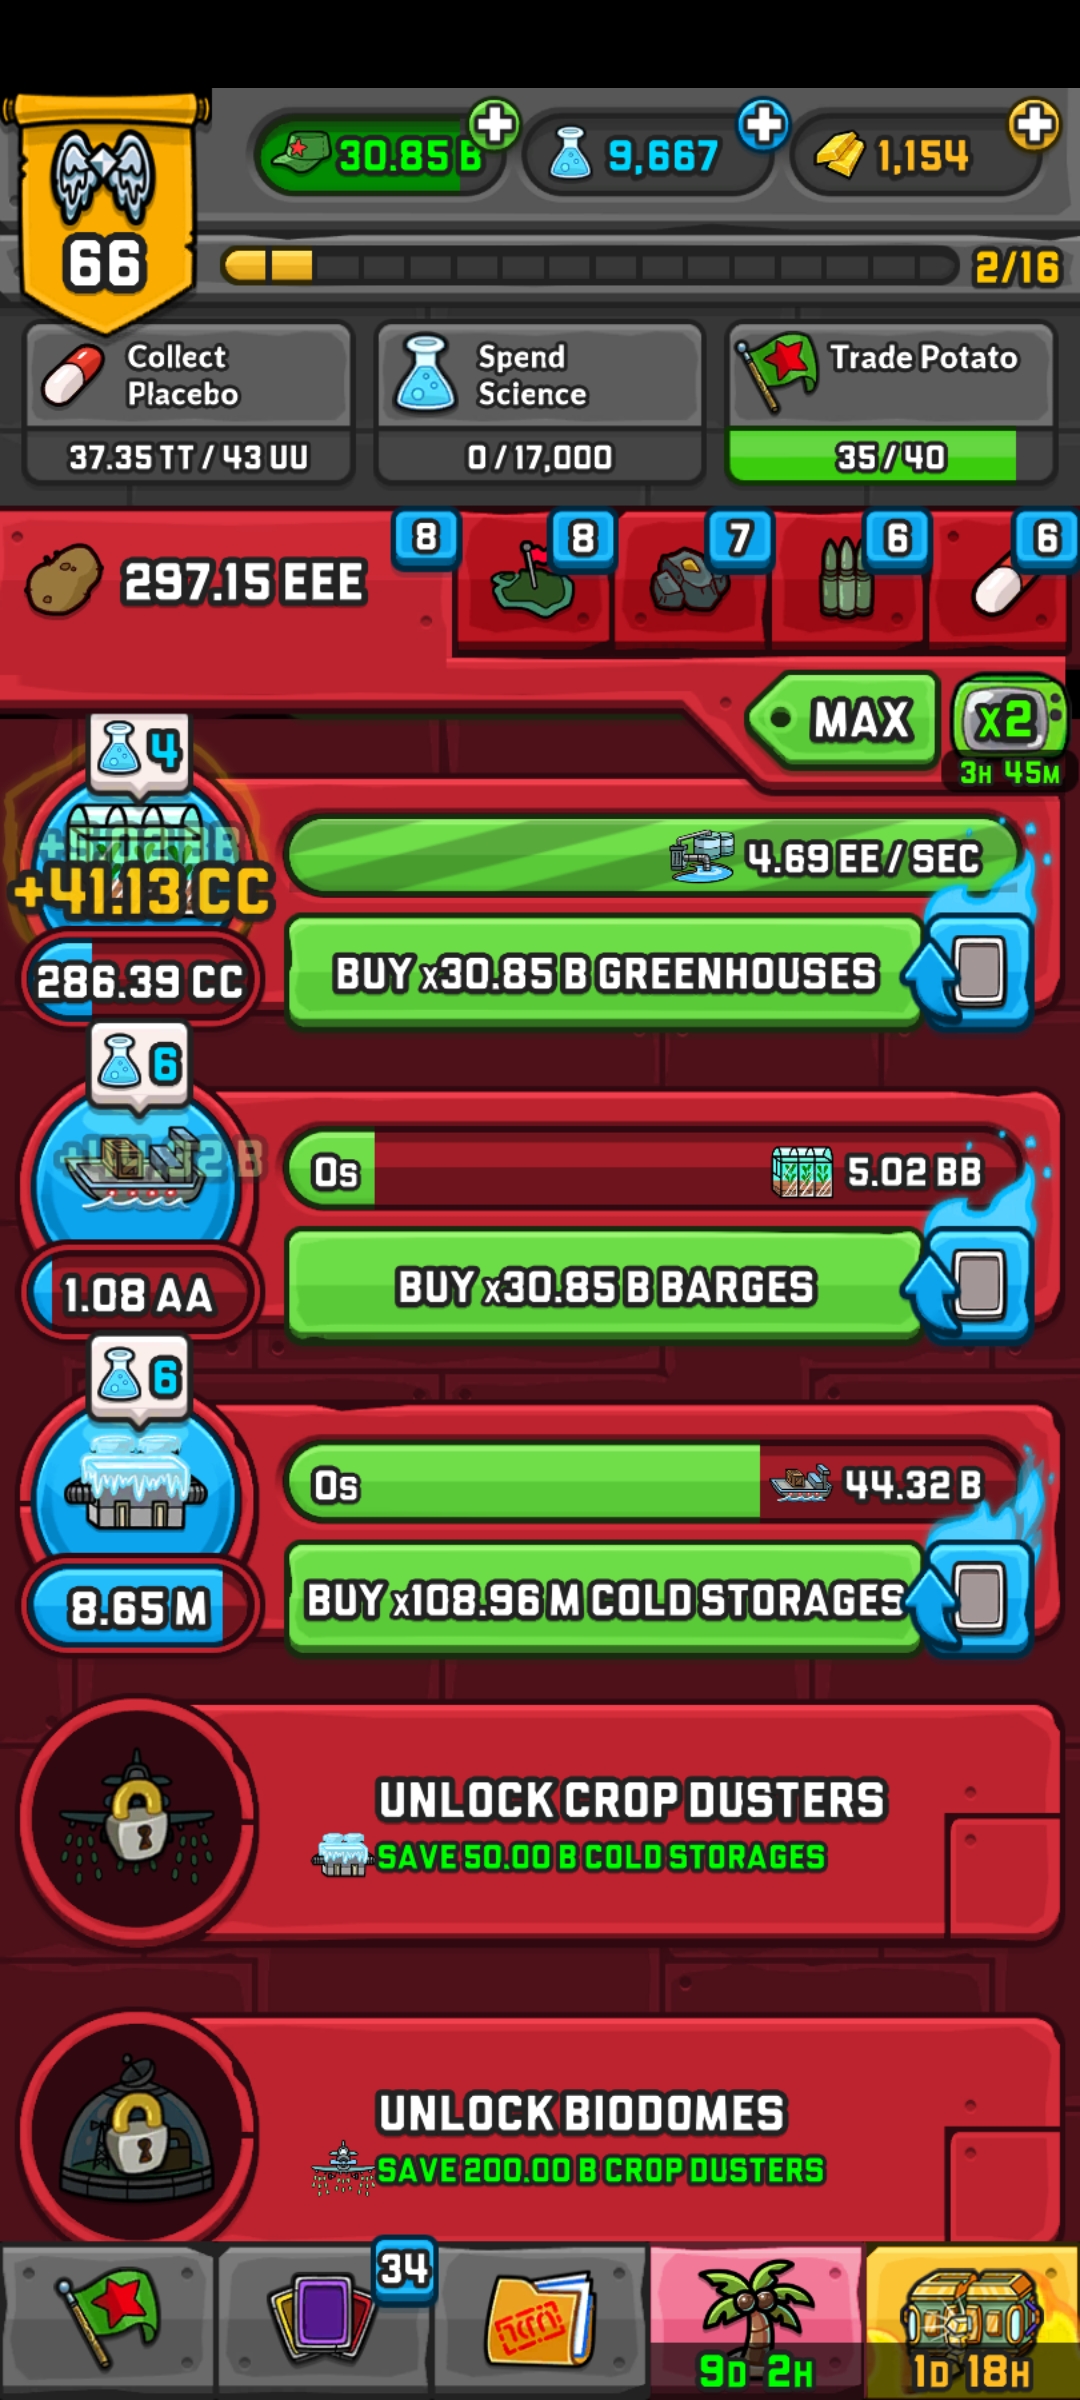 30.85 B
9,667
1,154
66
2/16
Collect
Placebo
37.35 TT / 43 UU
Spend
Science
0 / 17,000
Trade Potato
35 / 40
297.15 EEE
8
8
7
6
6
MAX
x2
3H 45M
4
+41.13 CC
4.69 EE / SEC
286.39 CC
BUY x30.85 B GREENHOUSES
6
0s
5.02 BB
1.08 AA
BUY x30.85 B BARGES
6
0s
44.32 B
8.65 M
BUY x108.96 M COLD STORAGES
UNLOCK CROP DUSTERS
SAVE 50.00 B COLD STORAGES
UNLOCK BIODOMES
SAVE 200.00 B CROP DUSTERS
34
9D 2H
1D 18H